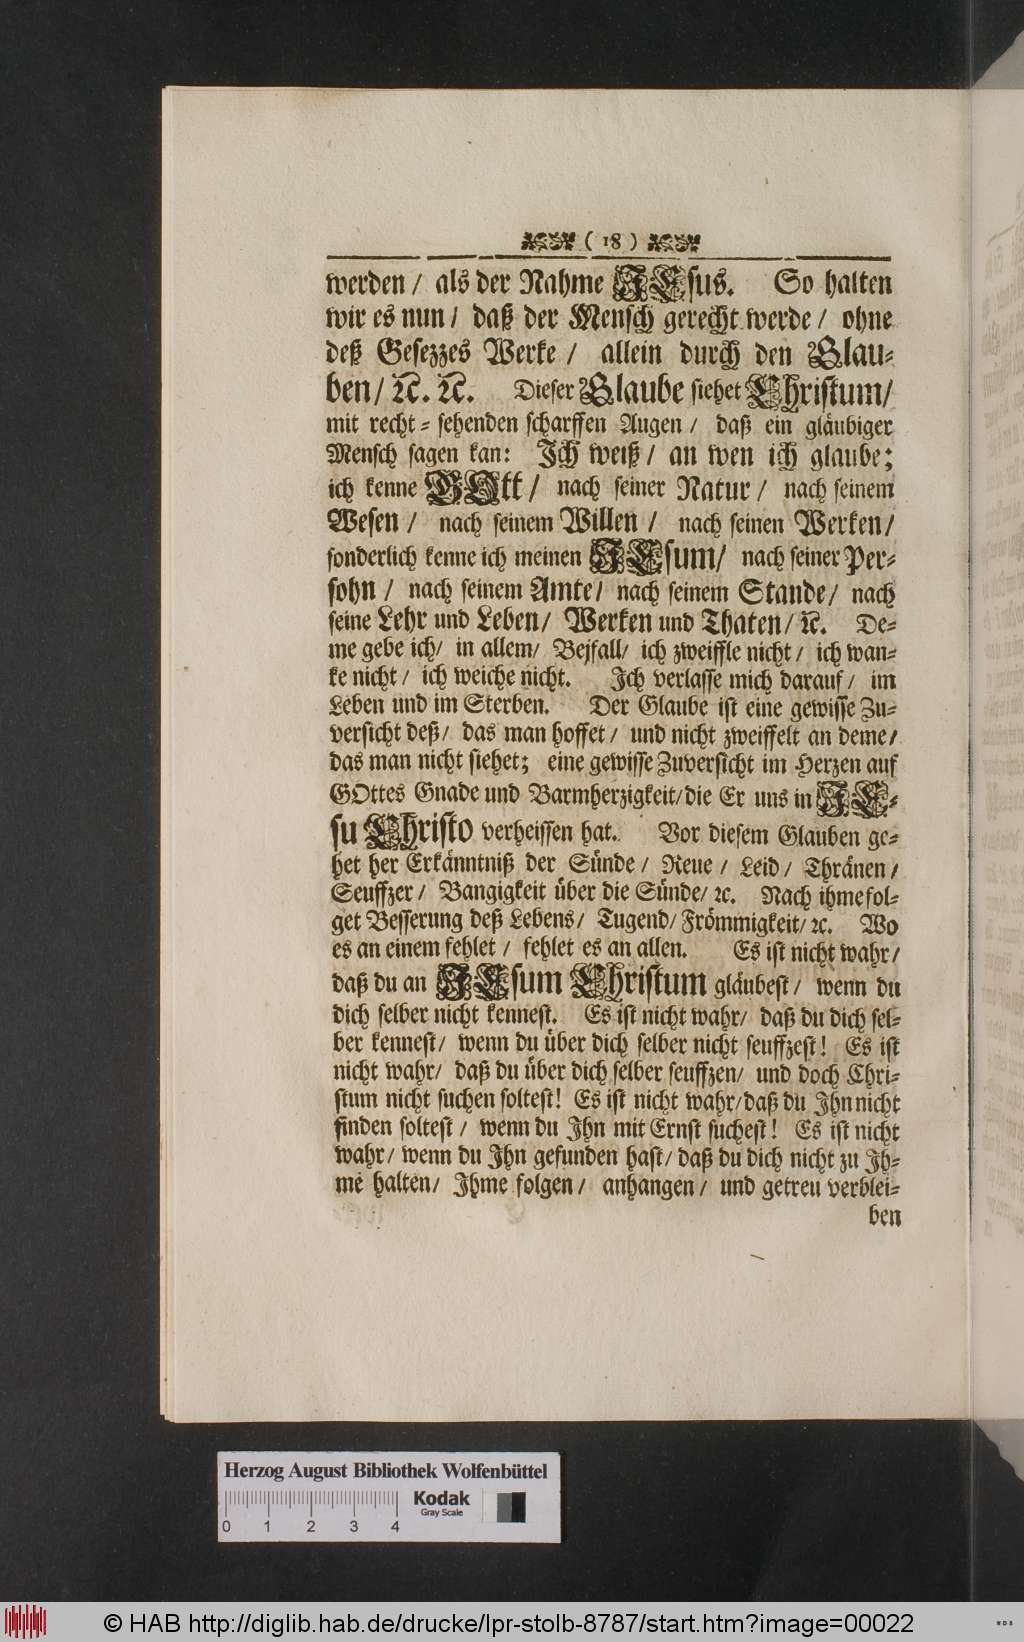 ( 18 )
werden / als der Nahme JEsus. So halten
wir es nun / daß der Mensch gerecht werde / ohne
deß Gesezzes Werke / allein durch den Glau-
ben / ꝛc. ꝛc. Dieser Glaube siehet Christum /
mit recht-sehenden scharffen Augen / daß ein gläubiger
Mensch sagen kan: Ich weiß / an wen ich glaube;
ich kenne GOtt / nach seiner Natur / nach seinem
Wesen / nach seinem Willen / nach seinen Werken /
sonderlich kenne ich meinen JEsum / nach seiner Per-
sohn / nach seinem Amte / nach seinem Stande / nach
seine Lehr und Leben / Werken und Thaten / ꝛc. De-
me gebe ich / in allem / Bejfall / ich zweiffle nicht / ich wan-
ke nicht / ich weiche nicht. Ich verlasse mich darauf / im
Leben und im Sterben. Der Glaube ist eine gewisse Zu-
versicht deß / das man hoffet / und nicht zweiffelt an deme /
das man nicht siehet; eine gewisse Zuversicht im Herzen auf
GOttes Gnade und Barmherzigkeit / die Er uns in JE-
su Christo verheissen hat. Vor diesem Glauben ge-
het her Erkänntniß der Sünde / Reue / Leid / Thränen /
Seuffzer / Bangigkeit über die Sünde / ꝛc. Nach ihme fol-
get Besserung deß Lebens / Tugend / Frömmigkeit / ꝛc. Wo
es an einem fehlet / fehlet es an allen. Es ist nicht wahr /
daß du an JEsum Christum gläubest / wenn du
dich selber nicht kennest. Es ist nicht wahr / daß du dich sel-
ber kennest / wenn du über dich selber nicht seuffzest! Es ist
nicht wahr / daß du über dich selber seuffzen / und doch Chri-
stum nicht suchen soltest! Es ist nicht wahr / daß du Ihn nicht
finden soltest / wenn du Ihn mit Ernst suchest! Es ist nicht
wahr / wenn du Ihn gefunden hast / daß du dich nicht zu Ih-
me halten / Ihme folgen / anhangen / und getreu verblei-
ben
Herzog August Bibliothek Wolfenbüttel
Kodak
Gray Scale
0 1 2 3 4
© HAB http://diglib.hab.de/drucke/lpr-stolb-8787/start.htm?image=00022